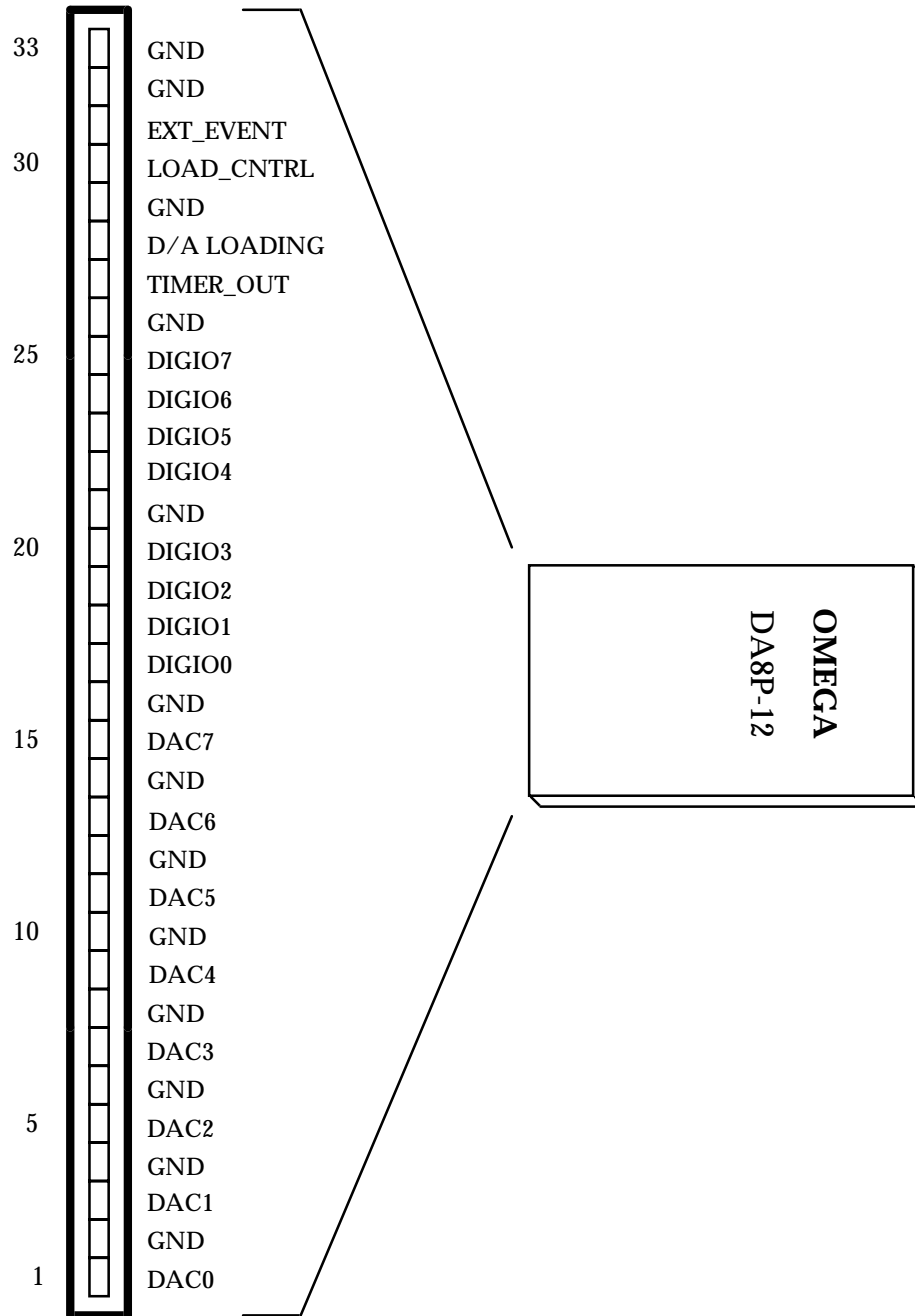 33 GND
GND
EXT_EVENT
30 LOAD_CNTRL
GND
D/A LOADING
TIMER_OUT
GND
25 DIGIO7
DIGIO6
DIGIO5
DIGIO4
GND
20 DIGIO3
DIGIO2
DIGIO1
DIGIO0
GND
15 DAC7
GND
DAC6
GND
DAC5
10 GND
DAC4
GND
DAC3
GND
5 DAC2
GND
DAC1
GND
1 DAC0
OMEGA
DA8P-12